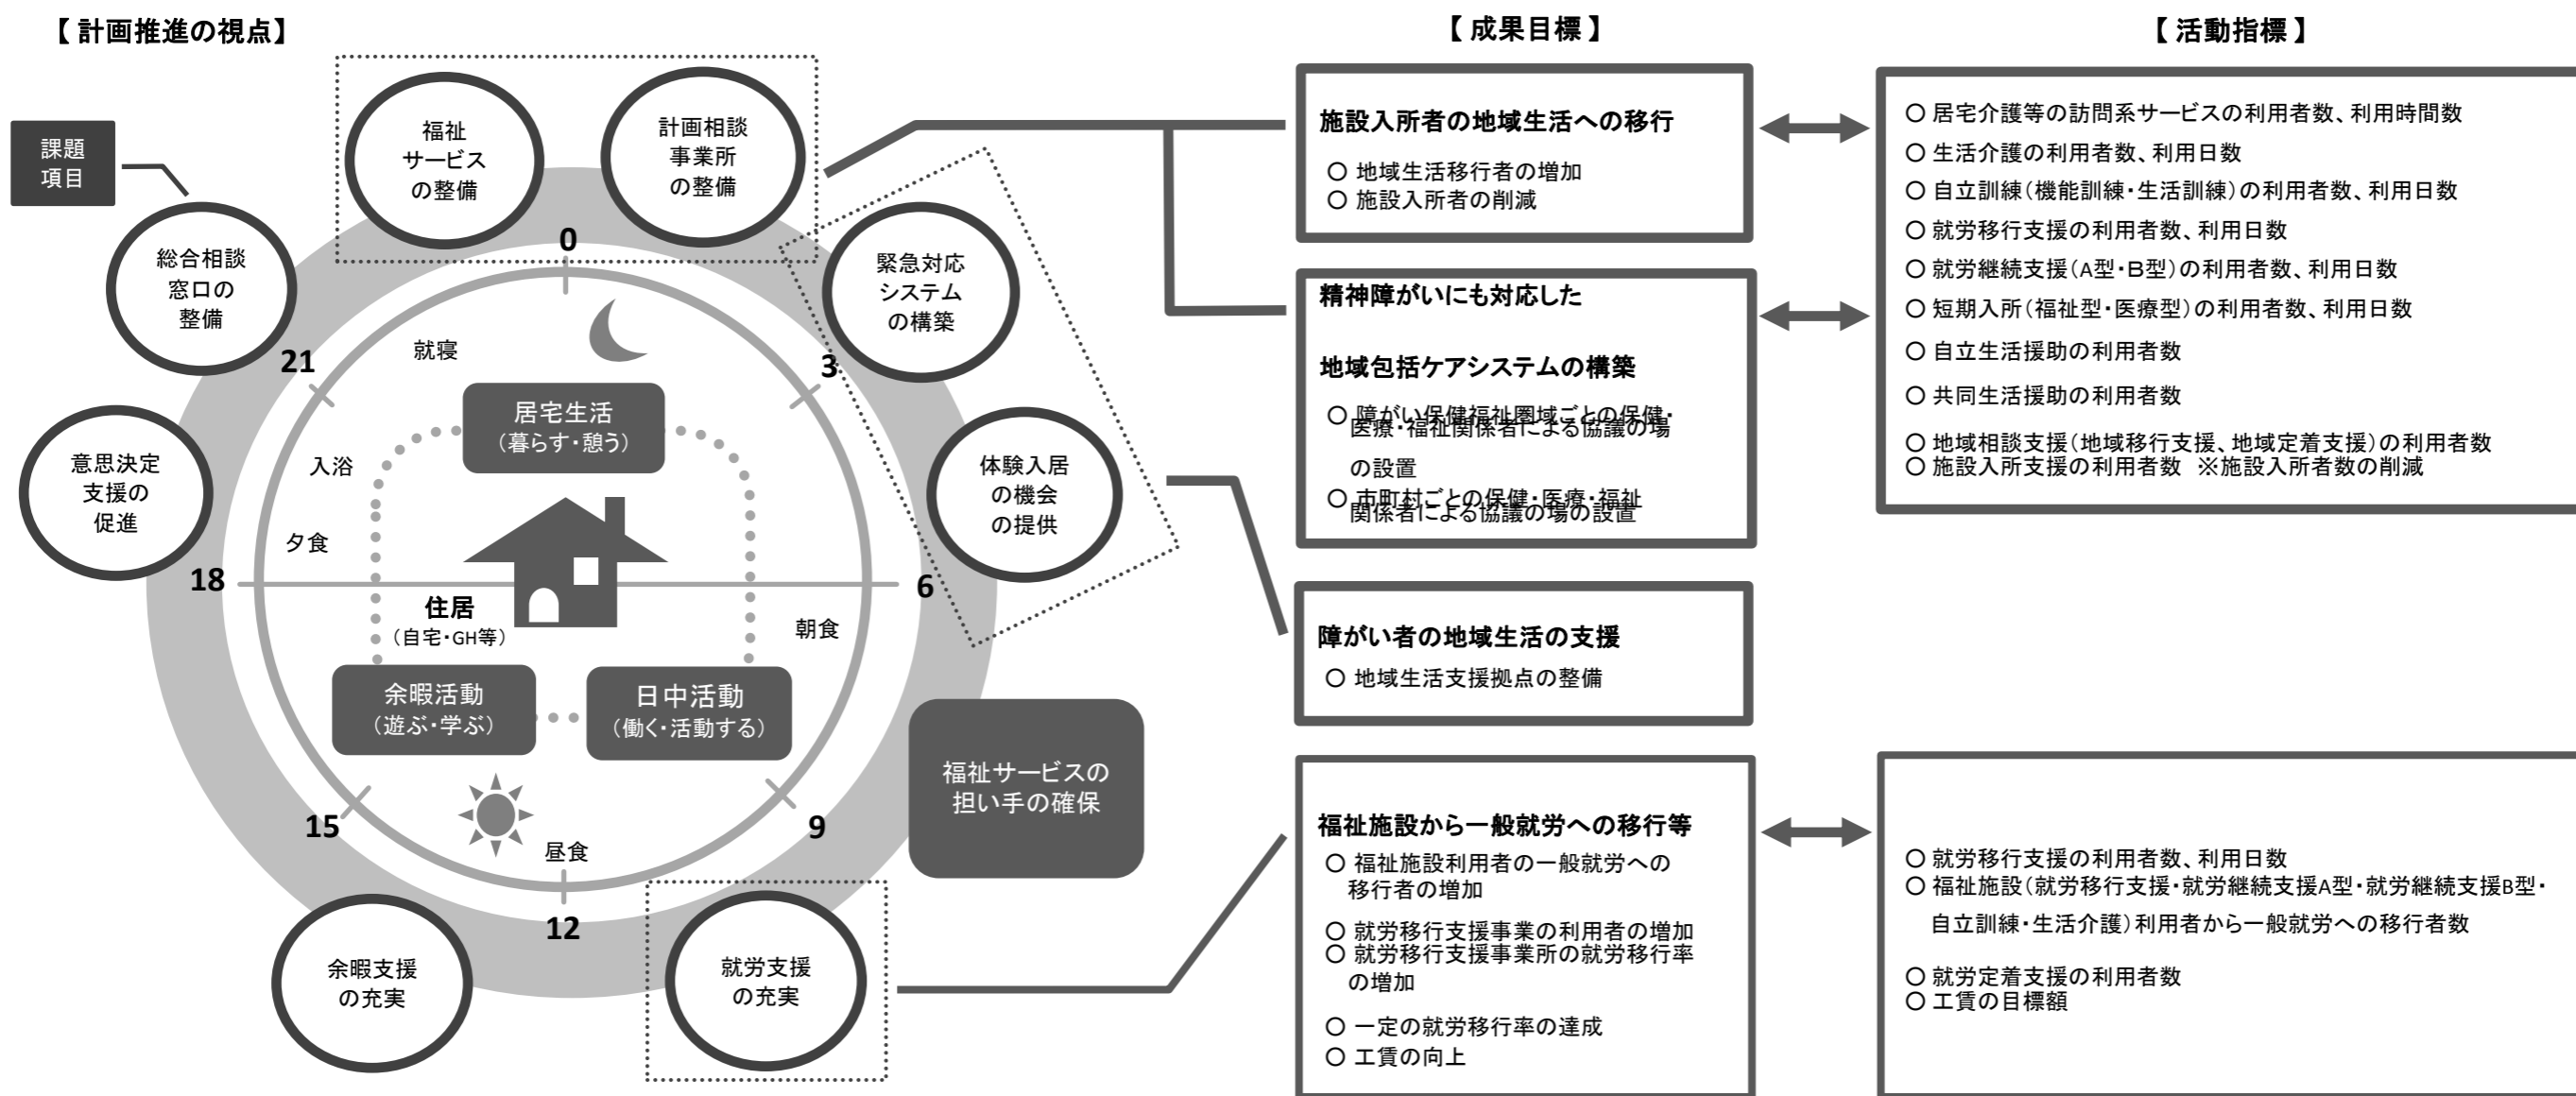 【 計画推進の視点】
課題
項目
福祉
サービス
の整備
計画相談
事業所
の整備
総合相談
窓口の
整備
緊急対応
システム
の構築
意思決定
支援の
促進
体験入居
の機会
の提供
余暇支援
の充実
就労支援
の充実
福祉サービスの
担い手の確保
0
3
6
9
12
15
18
21
就寝
入浴
夕食
朝食
昼食
居宅生活
（暮らす・憩う）
住居
（自宅・GH等）
余暇活動
（遊ぶ・学ぶ）
日中活動
（働く・活動する）
【 成果目標 】
施設入所者の地域生活への移行
○ 地域生活移行者の増加
○ 施設入所者の削減
精神障がいにも対応した
地域包括ケアシステムの構築
○ 障がい保健福祉圏域ごとの保健・
医療・福祉関係者による協議の場
の設置
○ 市町村ごとの保健・医療・福祉
関係者による協議の場の設置
障がい者の地域生活の支援
○ 地域生活支援拠点の整備
福祉施設から一般就労への移行等
○ 福祉施設利用者の一般就労への
移行者の増加
○ 就労移行支援事業の利用者の増加
○ 就労移行支援事業所の就労移行率
の増加
○ 一定の就労移行率の達成
○ 工賃の向上
【 活動指標 】
○ 居宅介護等の訪問系サービスの利用者数、利用時間数
○ 生活介護の利用者数、利用日数
○ 自立訓練（機能訓練・生活訓練）の利用者数、利用日数
○ 就労移行支援の利用者数、利用日数
○ 就労継続支援（A型・B型）の利用者数、利用日数
○ 短期入所（福祉型・医療型）の利用者数、利用日数
○ 自立生活援助の利用者数
○ 共同生活援助の利用者数
○ 地域相談支援（地域移行支援、地域定着支援）の利用者数
○ 施設入所支援の利用者数 ※施設入所者数の削減
○ 就労移行支援の利用者数、利用日数
○ 福祉施設（就労移行支援・就労継続支援A型・就労継続支援B型・
自立訓練・生活介護）利用者から一般就労への移行者数
○ 就労定着支援の利用者数
○ 工賃の目標額